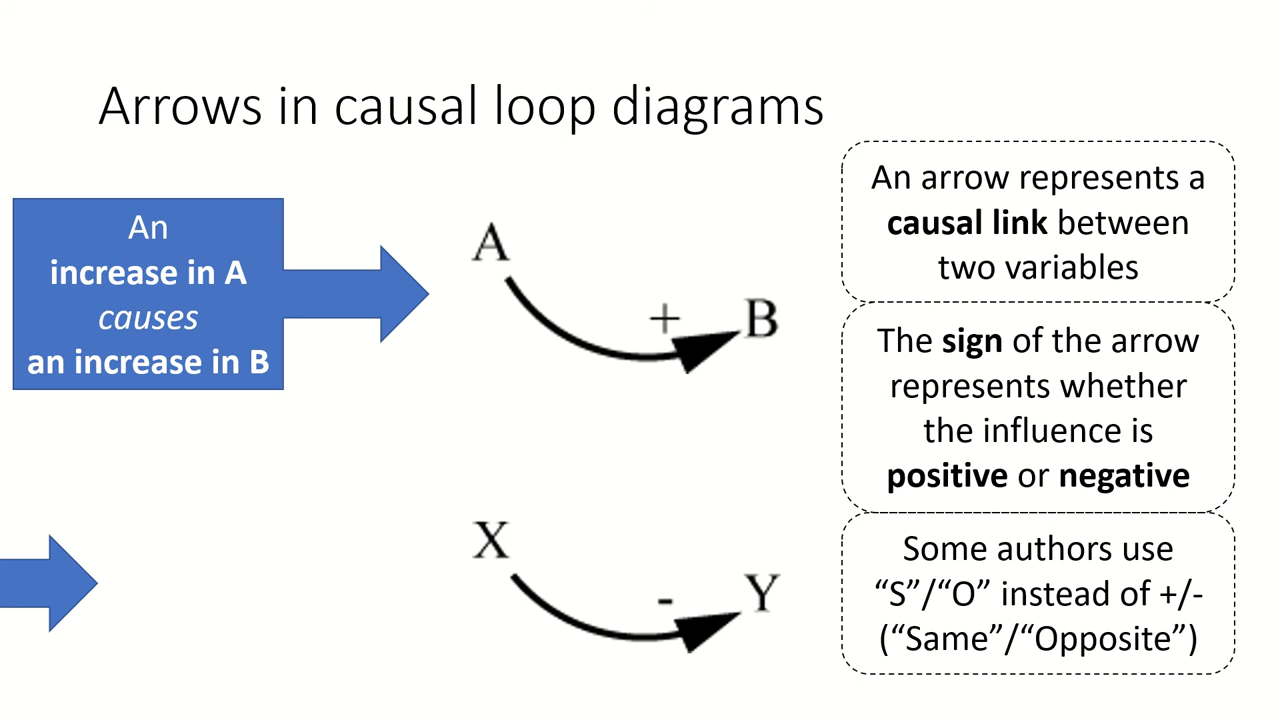 Arrows in causal loop diagrams
An
increase in A
causes
an increase in B
A
+
B
X
-
Y
An arrow represents a
causal link between
two variables
The sign of the arrow
represents whether
the influence is
positive or negative
Some authors use
“S”/“O” instead of +/-
(“Same”/“Opposite”)